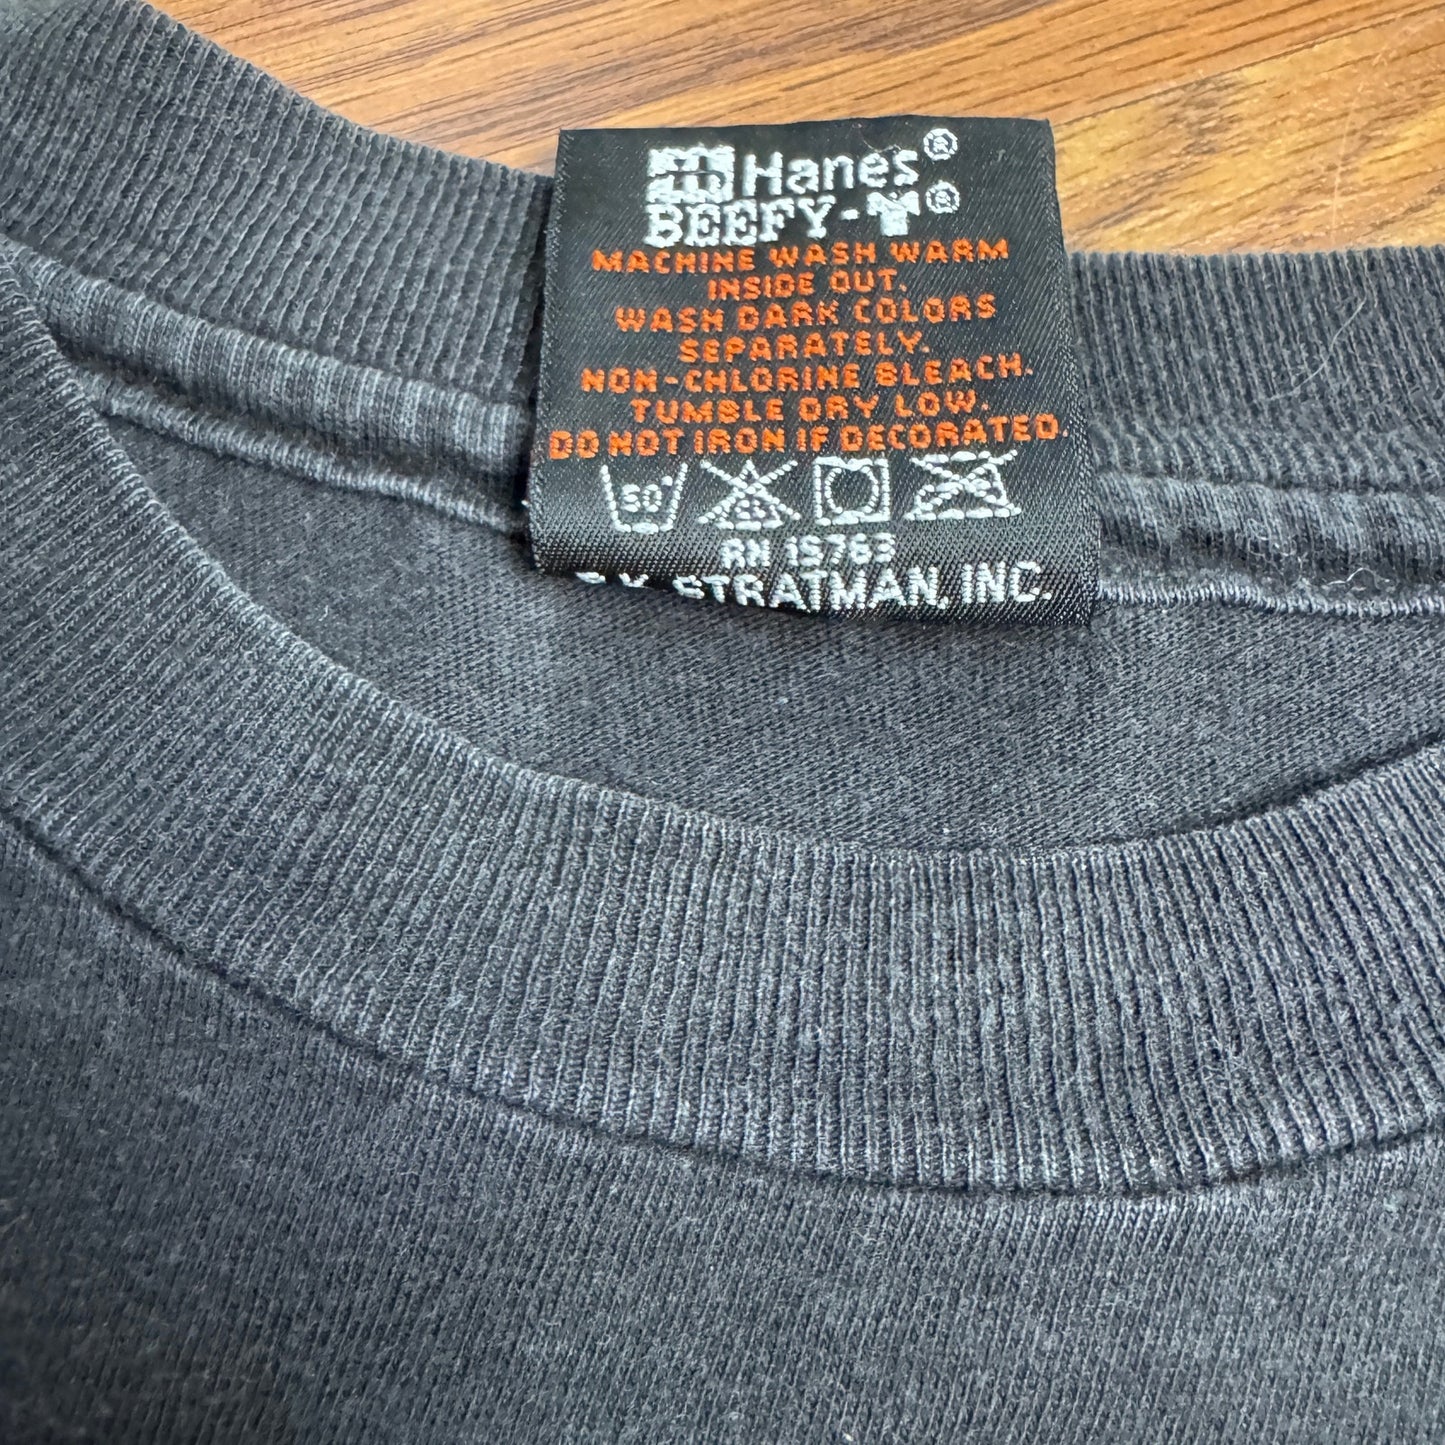 Hanes®
BEEFY-T®
MACHINE WASH WARM
INSIDE OUT.
WASH DARK COLORS
SEPARATELY.
NON-CHLORINE BLEACH.
TUMBLE DRY LOW.
DO NOT IRON IF DECORATED.
RN 15763
STRATMAN, INC.